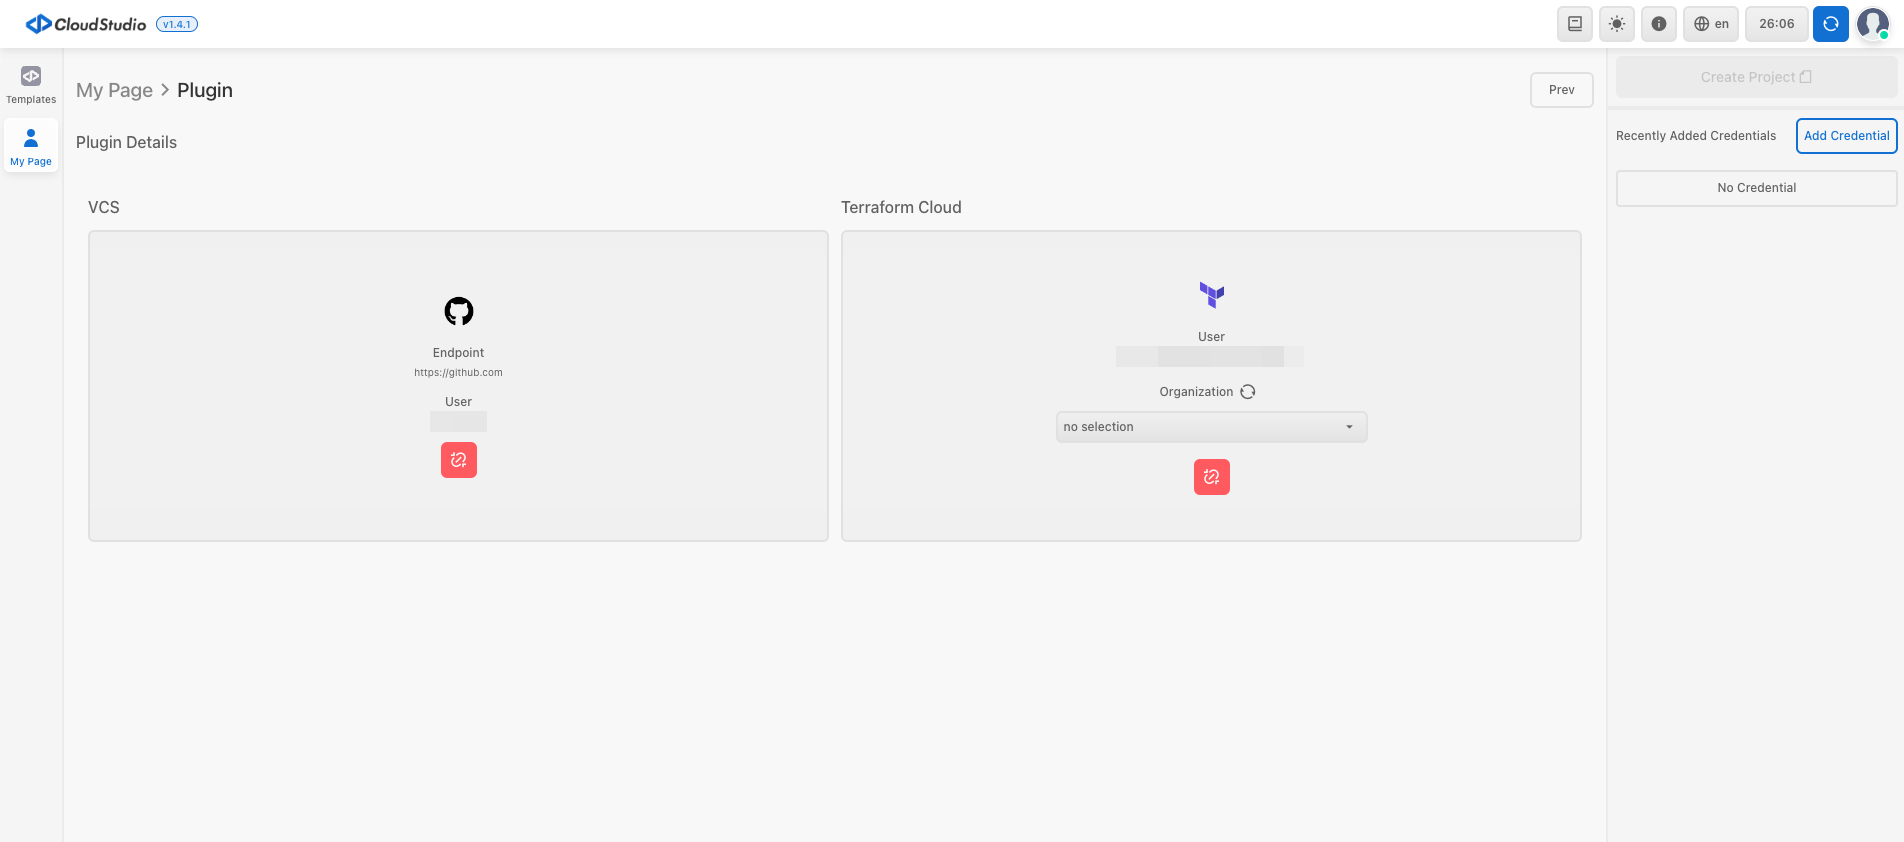 CloudStudio v1.4.1
en
26:06
Templates
My Page
My Page > Plugin
Prev
Plugin Details
VCS
Endpoint
https://github.com
User
Terraform Cloud
User
Organization
no selection
Create Project
Recently Added Credentials
Add Credential
No Credential